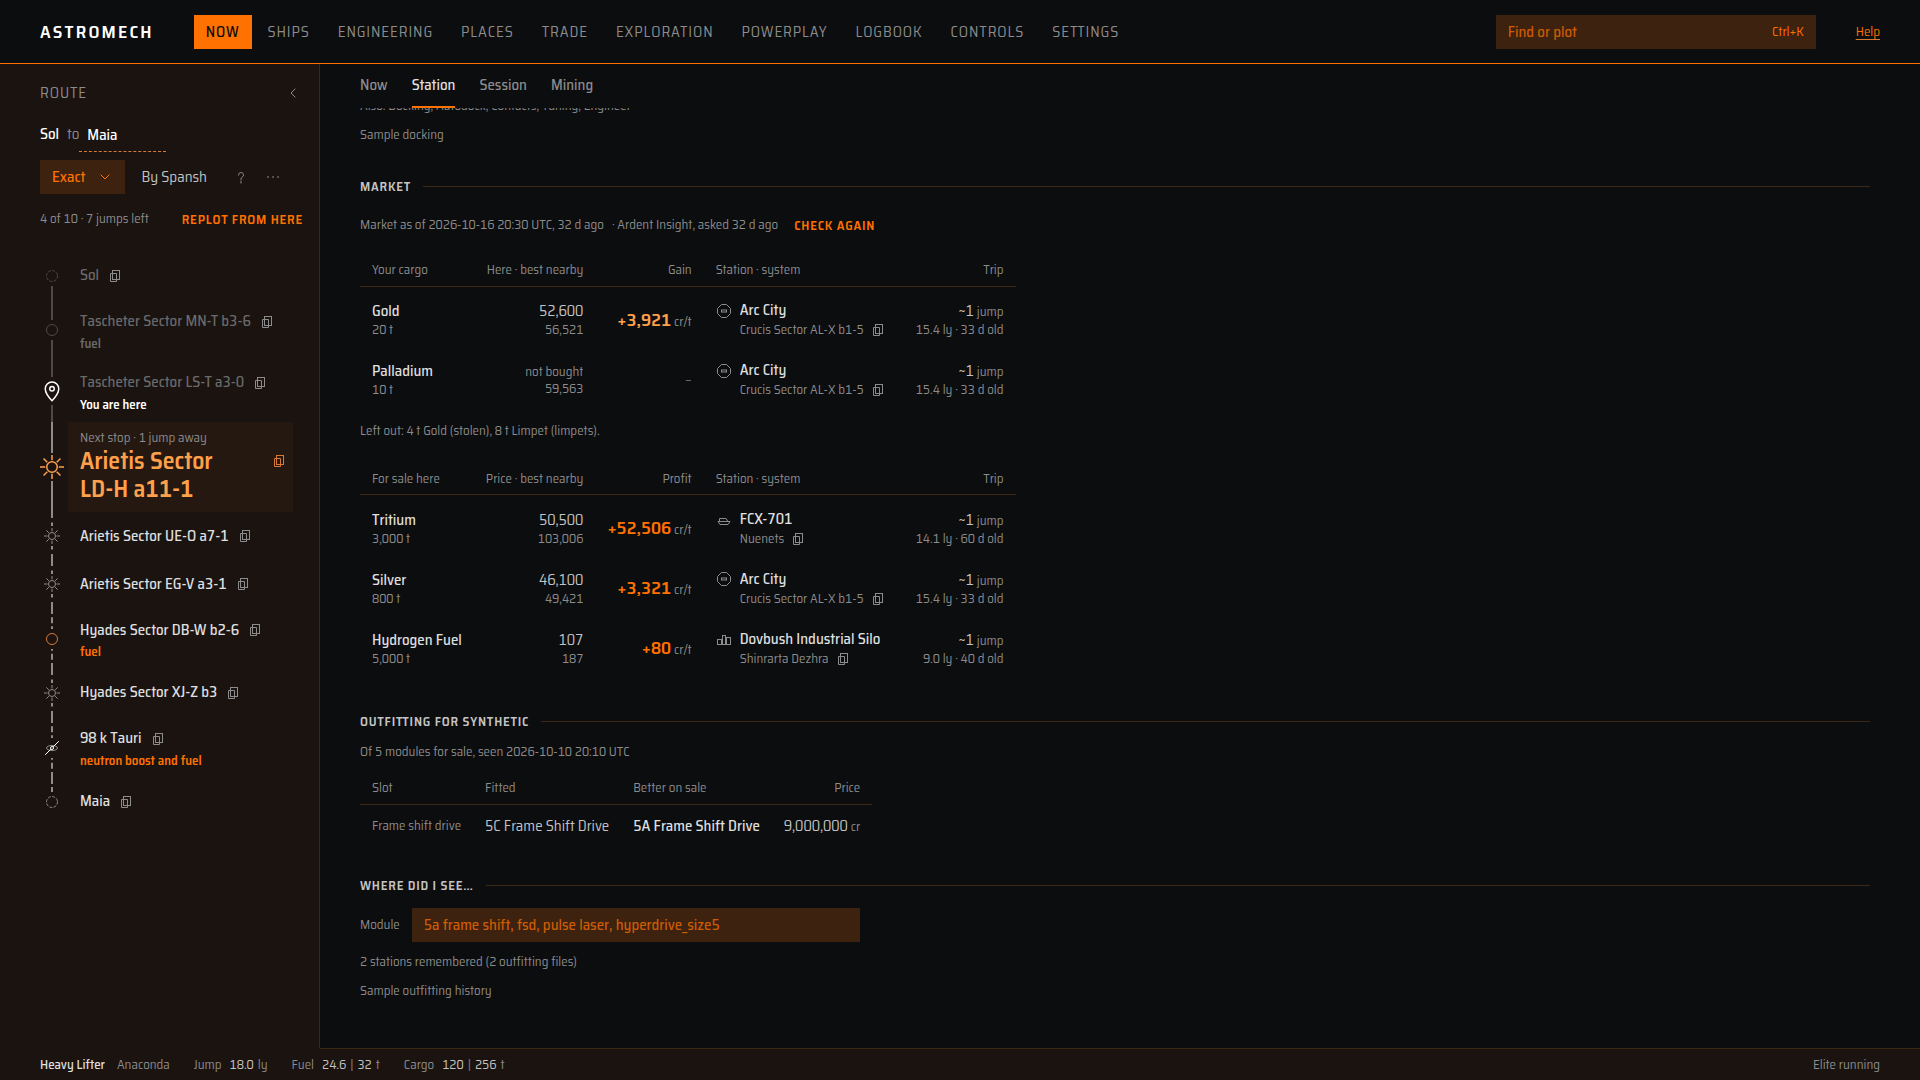 ASTROMECH
NOW SHIPS ENGINEERING PLACES TRADE EXPLORATION POWERPLAY LOGBOOK CONTROLS SETTINGS
Find or plot Ctrl+K
Help
ROUTE
Sol to Maia
Exact By Spansh ? ...
4 of 10 · 7 jumps left REPLOT FROM HERE
Sol
Tascheter Sector MN-T b3-6
fuel
Tascheter Sector LS-T a3-0
You are here
Next stop · 1 jump away
Arietis Sector
LD-H a11-1
Arietis Sector UE-O a7-1
Arietis Sector EG-V a3-1
Hyades Sector DB-W b2-6
fuel
Hyades Sector XJ-Z b3
98 k Tauri
neutron boost and fuel
Maia
Now Station Session Mining
Sample docking
MARKET
Market as of 2026-10-16 20:30 UTC, 32 d ago · Ardent Insight, asked 32 d ago CHECK AGAIN
Your cargo Here · best nearby Gain Station · system Trip
Gold 52,600 +3,921 cr/t Arc City ~1 jump
20 t 56,521 Crucis Sector AL-X b1-5 15.4 ly · 33 d old
Palladium not bought – Arc City ~1 jump
10 t 59,563 Crucis Sector AL-X b1-5 15.4 ly · 33 d old
Left out: 4 t Gold (stolen), 8 t Limpet (limpets).
For sale here Price · best nearby Profit Station · system Trip
Tritium 50,500 +52,506 cr/t FCX-701 ~1 jump
3,000 t 103,006 Nuenets 14.1 ly · 60 d old
Silver 46,100 +3,321 cr/t Arc City ~1 jump
800 t 49,421 Crucis Sector AL-X b1-5 15.4 ly · 33 d old
Hydrogen Fuel 107 +80 cr/t Dovbush Industrial Silo ~1 jump
5,000 t 187 Shinrarta Dezhra 9.0 ly · 40 d old
OUTFITTING FOR SYNTHETIC
Of 5 modules for sale, seen 2026-10-10 20:10 UTC
Slot Fitted Better on sale Price
Frame shift drive 5C Frame Shift Drive 5A Frame Shift Drive 9,000,000 cr
WHERE DID I SEE...
Module 5a frame shift, fsd, pulse laser, hyperdrive_size5
2 stations remembered (2 outfitting files)
Sample outfitting history
Heavy Lifter Anaconda Jump 18.0 ly Fuel 24.6 | 32 t Cargo 120 | 256 t
Elite running